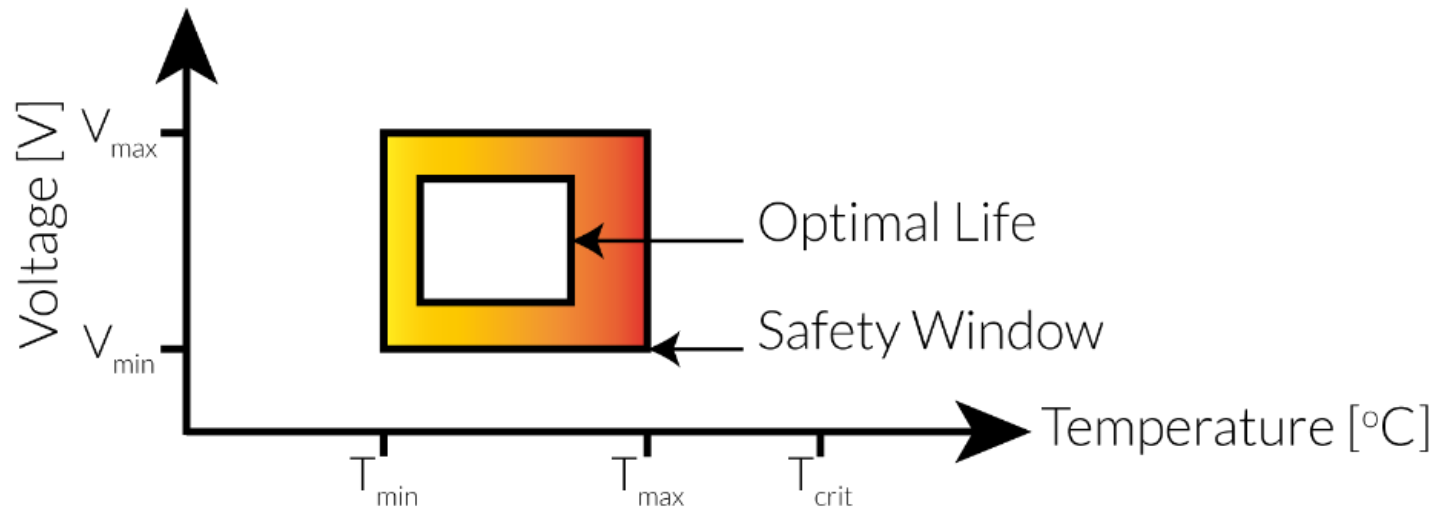 Voltage [V]
Vmax
Vmin
Optimal Life
Safety Window
Tmin
Tmax
Tcrit
Temperature [°C]